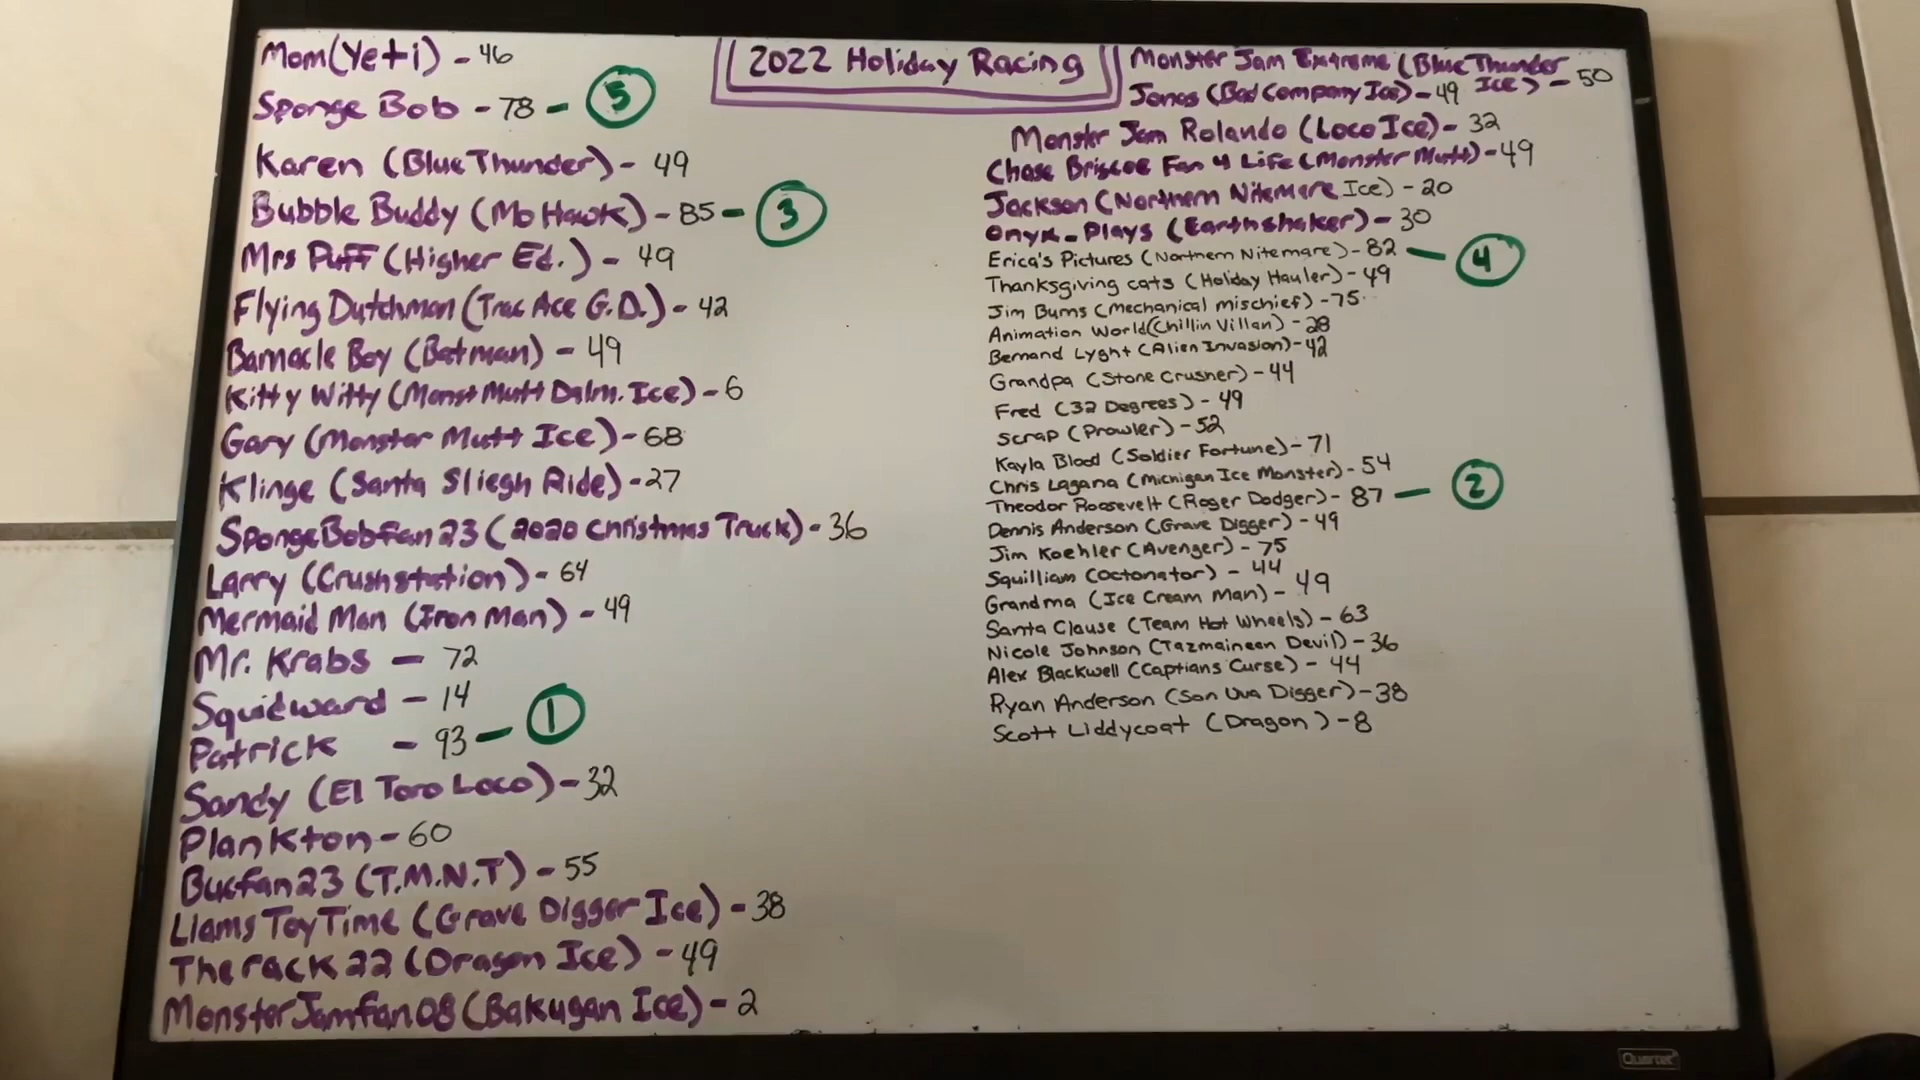 2022 Holiday Racing
Mom(Yeti) - 46
Sponge Bob - 78 - 5
Karen (Blue Thunder) - 49
Bubble Buddy (Mo Hawk) - 85 - 3
Mrs Puff (Higher Ed.) - 49
Flying Dutchman (Trac Ace G.D.) - 42
Barnacle Boy (Batman) - 49
Kitty Witty (Monst Mutt Dalm. Ice) - 6
Gary (Monster Mutt Ice) - 68
Klinge (Santa Sliegh Ride) - 27
SpongeBobfan23 (2020 Christmas Truck) - 36
Larry (Crushstation) - 64
Mermaid Man (Iron Man) - 49
Mr. Krabs - 72
Squidward - 14
Patrick - 93 - 1
Sandy (El Toro Loco) - 32
Plankton - 60
Bucfan23 (T.M.N.T) - 55
Liams Toy Time (Grave Digger Ice) - 38
Therack22 (Dragon Ice) - 49
MonsterJamfan08 (Bakugan Ice) - 2
Monster Jam Extreme (Blue Thunder
Ice) - 50
Jonas (Bad Company Ice) - 49
Monster Jam Rolando (Loco Ice) - 32
Chase Briscoe Fan 4 Life (Monster Mutt) - 49
Jackson (Northern Nitemare Ice) - 20
Onyx_Plays (Earthshaker) - 30
Erica's Pictures (Northern Nitemare) - 82 - 4
Thanksgiving cats (Holiday Hauler) - 49
Jim Burns (Mechanical mischief) - 75
Animation World (Chillin Villan) - 28
Bernand Lyght (Alien Invasion) - 42
Grandpa (Stone Crusher) - 44
Fred (32 Degrees) - 49
Scrap (Prowler) - 52
Kayla Blood (Soldier Fortune) - 71
Chris Lagana (Michigan Ice Monster) - 54
Theodor Roosevelt (Roger Dodger) - 87 - 2
Dennis Anderson (Grave Digger) - 49
Jim Koehler (Avenger) - 75
Squilliam (Octonator) - 44
Grandma (Ice Cream Man) - 49
Santa Clause (Team Hot Wheels) - 63
Nicole Johnson (Tazmaineen Devil) - 36
Alex Blackwell (Captians Curse) - 44
Ryan Anderson (Son Uva Digger) - 38
Scott Liddycoat (Dragon) - 8
Quartet